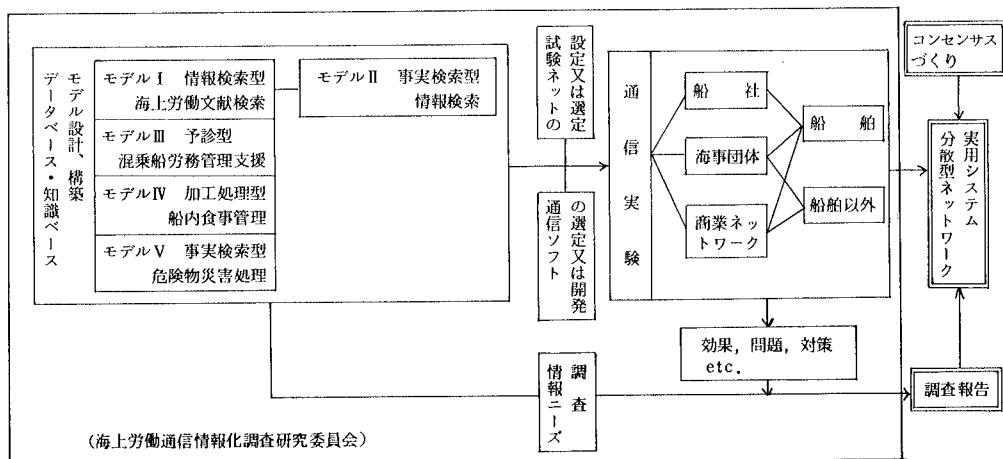 データベース・知識ベース
モデル設計、構築
モデルⅠ 情報検索型
海上労働文献検索
モデルⅡ 事実検索型
情報検索
モデルⅢ 予診型
混乗船労務管理支援
モデルⅣ 加工処理型
船内食事管理
モデルⅤ 事実検索型
危険物災害処理
設定又は選定
試験ネットの
の選定又は開発
通信ソフト
通信実験
船社
海事団体
商業ネッ
トワーク
船舶
船舶以外
効果，問題，対策
etc.
調査
情報ニーズ
コンセンサス
づくり
実用システム
分散型ネットワーク
調査報告
（海上労働通信情報化調査研究委員会）